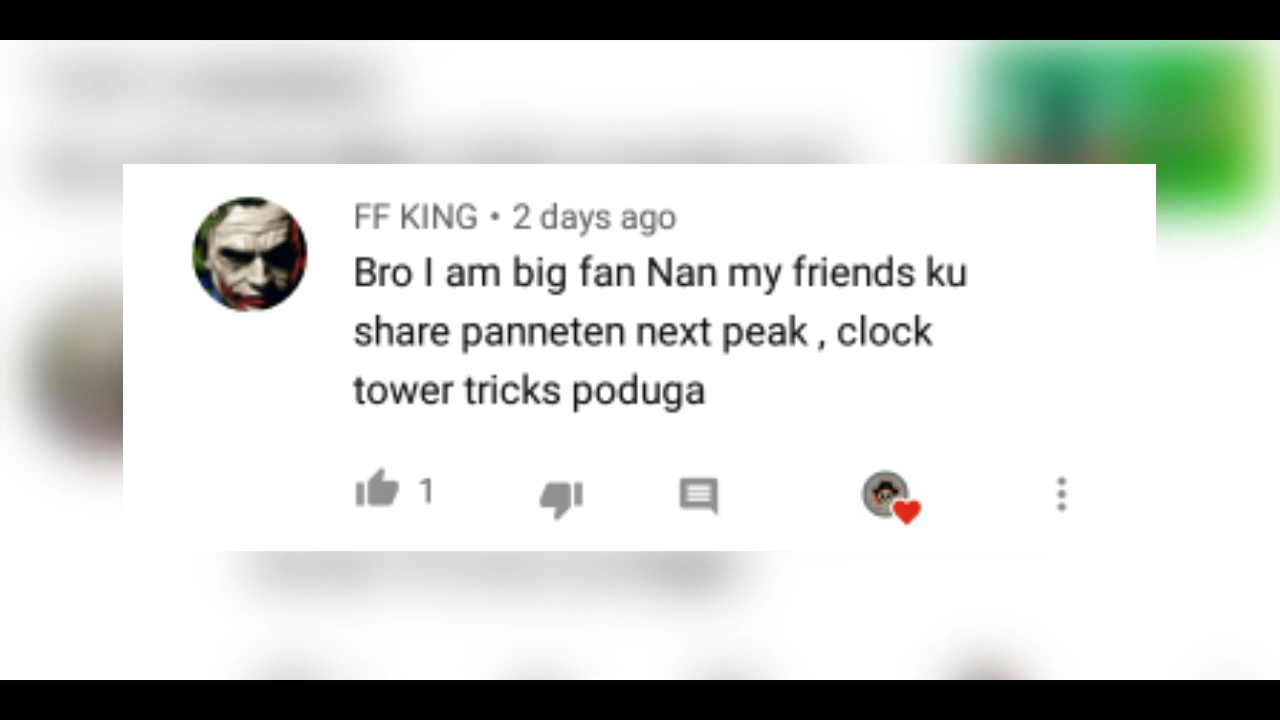 FF KING • 2 days ago
Bro I am big fan Nan my friends ku
share panneten next peak , clock
tower tricks poduga
1